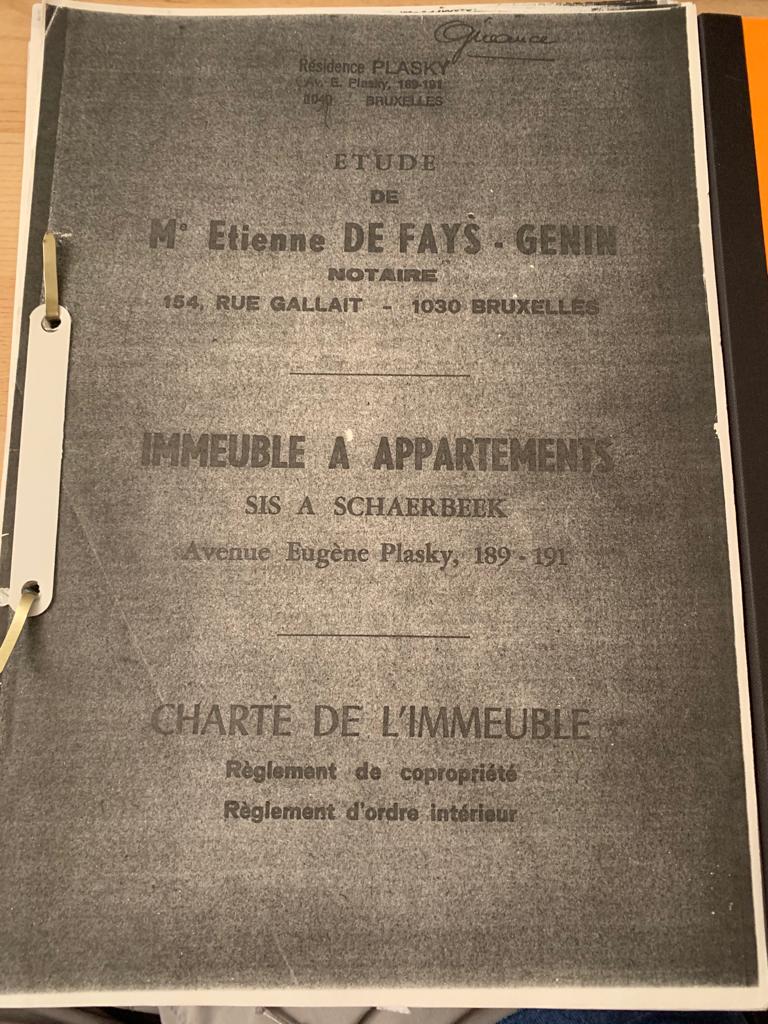 Gérance
Résidence PLASKY
Av. E. Plasky, 189-191
1040 BRUXELLES
ETUDE
DE
M° Etienne DE FAYS - GENIN
NOTAIRE
154, RUE GALLAIT - 1030 BRUXELLES
IMMEUBLE A APPARTEMENTS
SIS A SCHAERBEEK
Avenue Eugène Plasky, 189 - 191
CHARTE DE L'IMMEUBLE
Règlement de copropriété
Règlement d'ordre intérieur